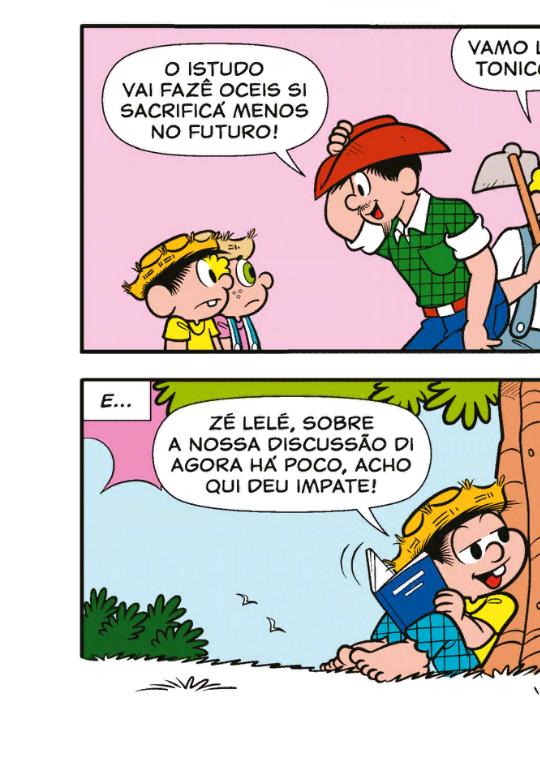 O ISTUDO
VAI FAZÊ OCEIS SI
SACRIFICÁ MENOS
NO FUTURO!
VAMO
E...
ZÉ LELÉ, SOBRE
A NOSSA DISCUSSÃO DI
AGORA HÁ POCO, ACHO
QUI DEU IMPATE!